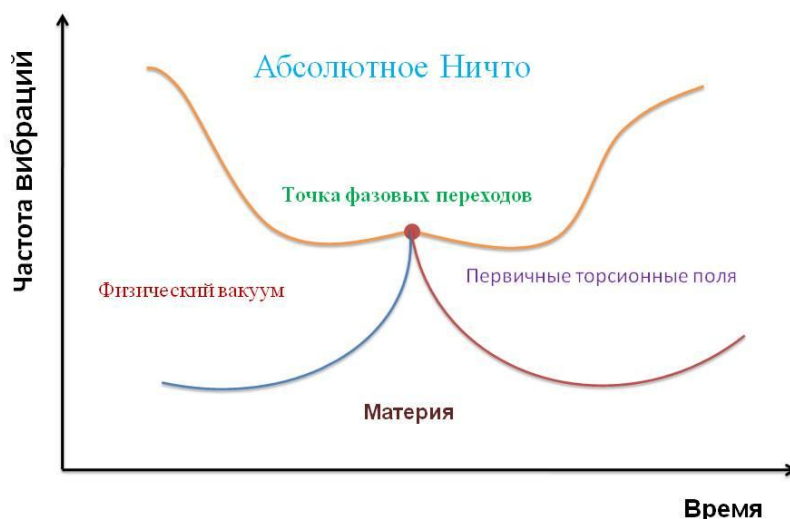 Абсолютное Ничто
Частота вибраций
Точка фазовых переходов
Физический вакуум
Первичные торсионные поля
Материя
Время